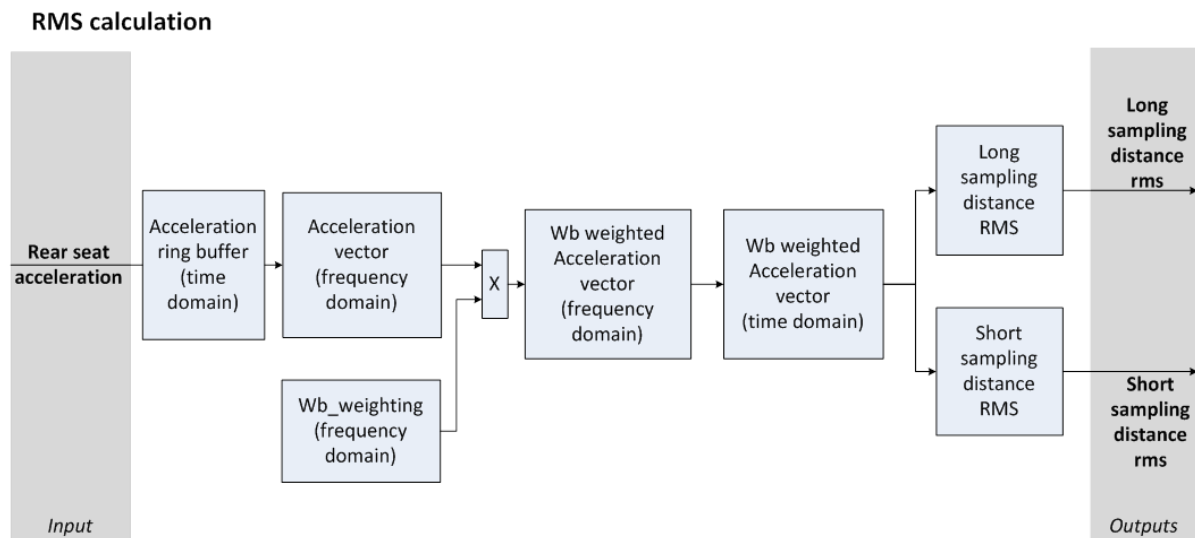 RMS calculation
Rear seat
acceleration
Input
Acceleration
ring buffer
(time
domain)
Acceleration
vector
(frequency
domain)
Wb_weighting
(frequency
domain)
X
Wb weighted
Acceleration
vector
(frequency
domain)
Wb weighted
Acceleration
vector
(time domain)
Long
sampling
distance
RMS
Short
sampling
distance
RMS
Long
sampling
distance
rms
Short
sampling
distance
rms
Outputs